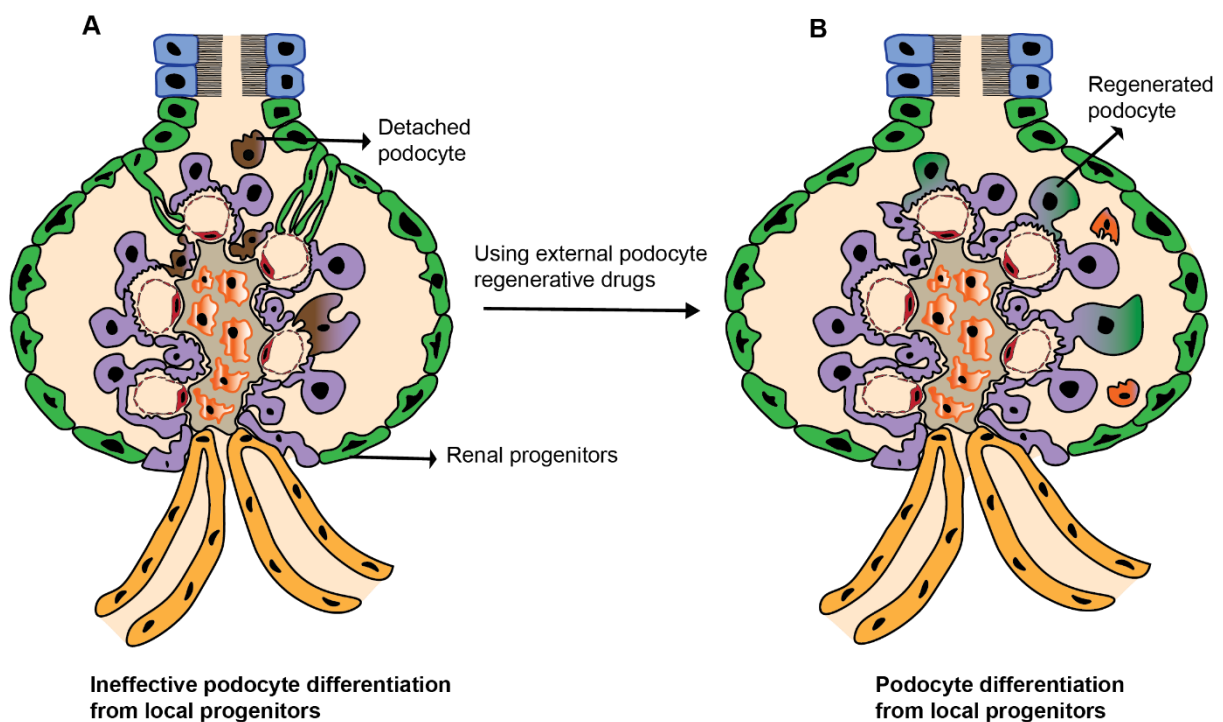 A
Detached
podocyte
Renal progenitors
Ineffective podocyte differentiation
from local progenitors
Using external podocyte
regenerative drugs
B
Regenerated
podocyte
Podocyte differentiation
from local progenitors